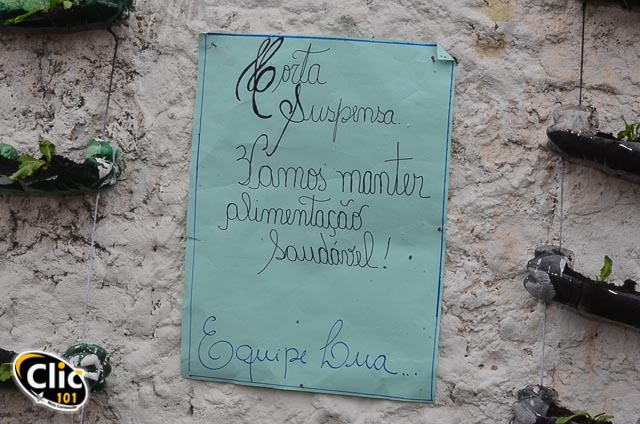 Horta
Suspensa.
Vamos manter
alimentação
saudável!
Equipe Lua...
Clic
101